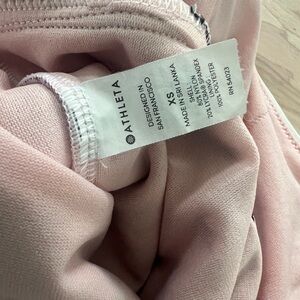 ATHLETA
DESIGNED IN
SAN FRANCISCO
XS
MADE IN SRI LANKA
SHELL
80% NYLON
20% LYCRA® SPANDEX
LINING
100% POLYESTER
RN 54023